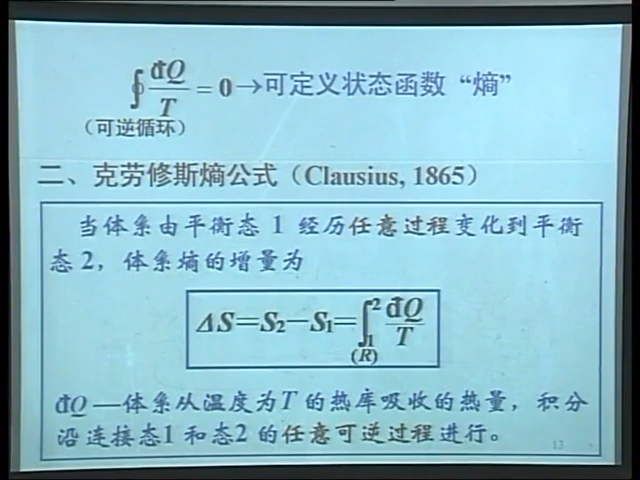 ∮ đQ/T = 0 → 可定义状态函数 “熵”
（可逆循环）
二、克劳修斯熵公式（Clausius, 1865）
当体系由平衡态 1 经历任意过程变化到平衡
态 2，体系熵的增量为
ΔS=S₂−S₁=∫₁² đQ/T
(R)
đQ —体系从温度为T 的热库吸收的热量，积分
沿连接态1 和态2 的任意可逆过程进行。
13